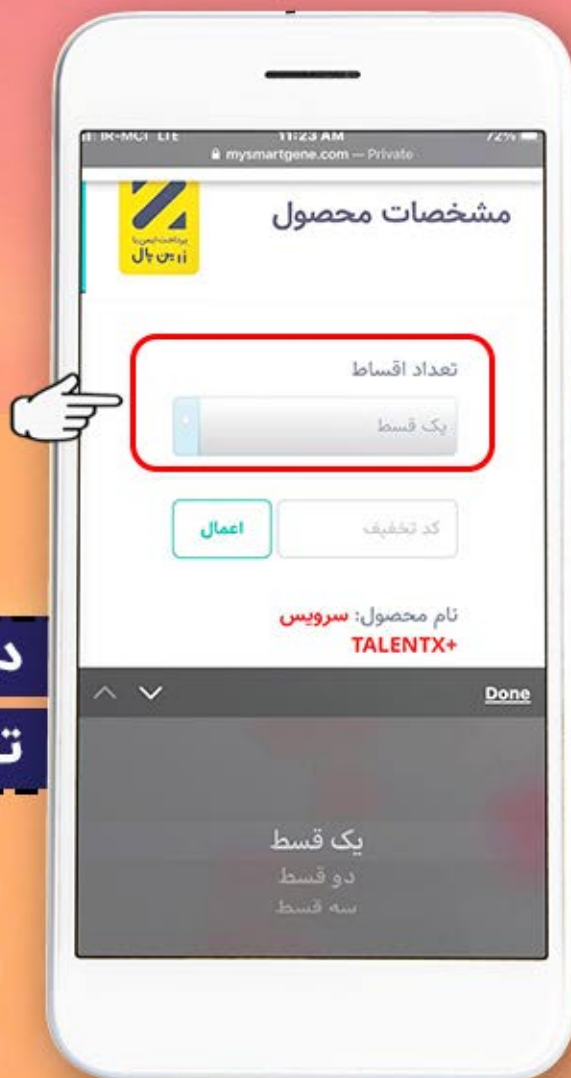 IR-MCI LTE 11:23 AM 72%
mysmartgene.com — Private
مشخصات محصول
پرداخت ایمن با
زرین پال
تعداد اقساط
یک قسط
کد تخفیف
اعمال
نام محصول: سرویس
TALENTX+
Done
یک قسط
دو قسط
سه قسط